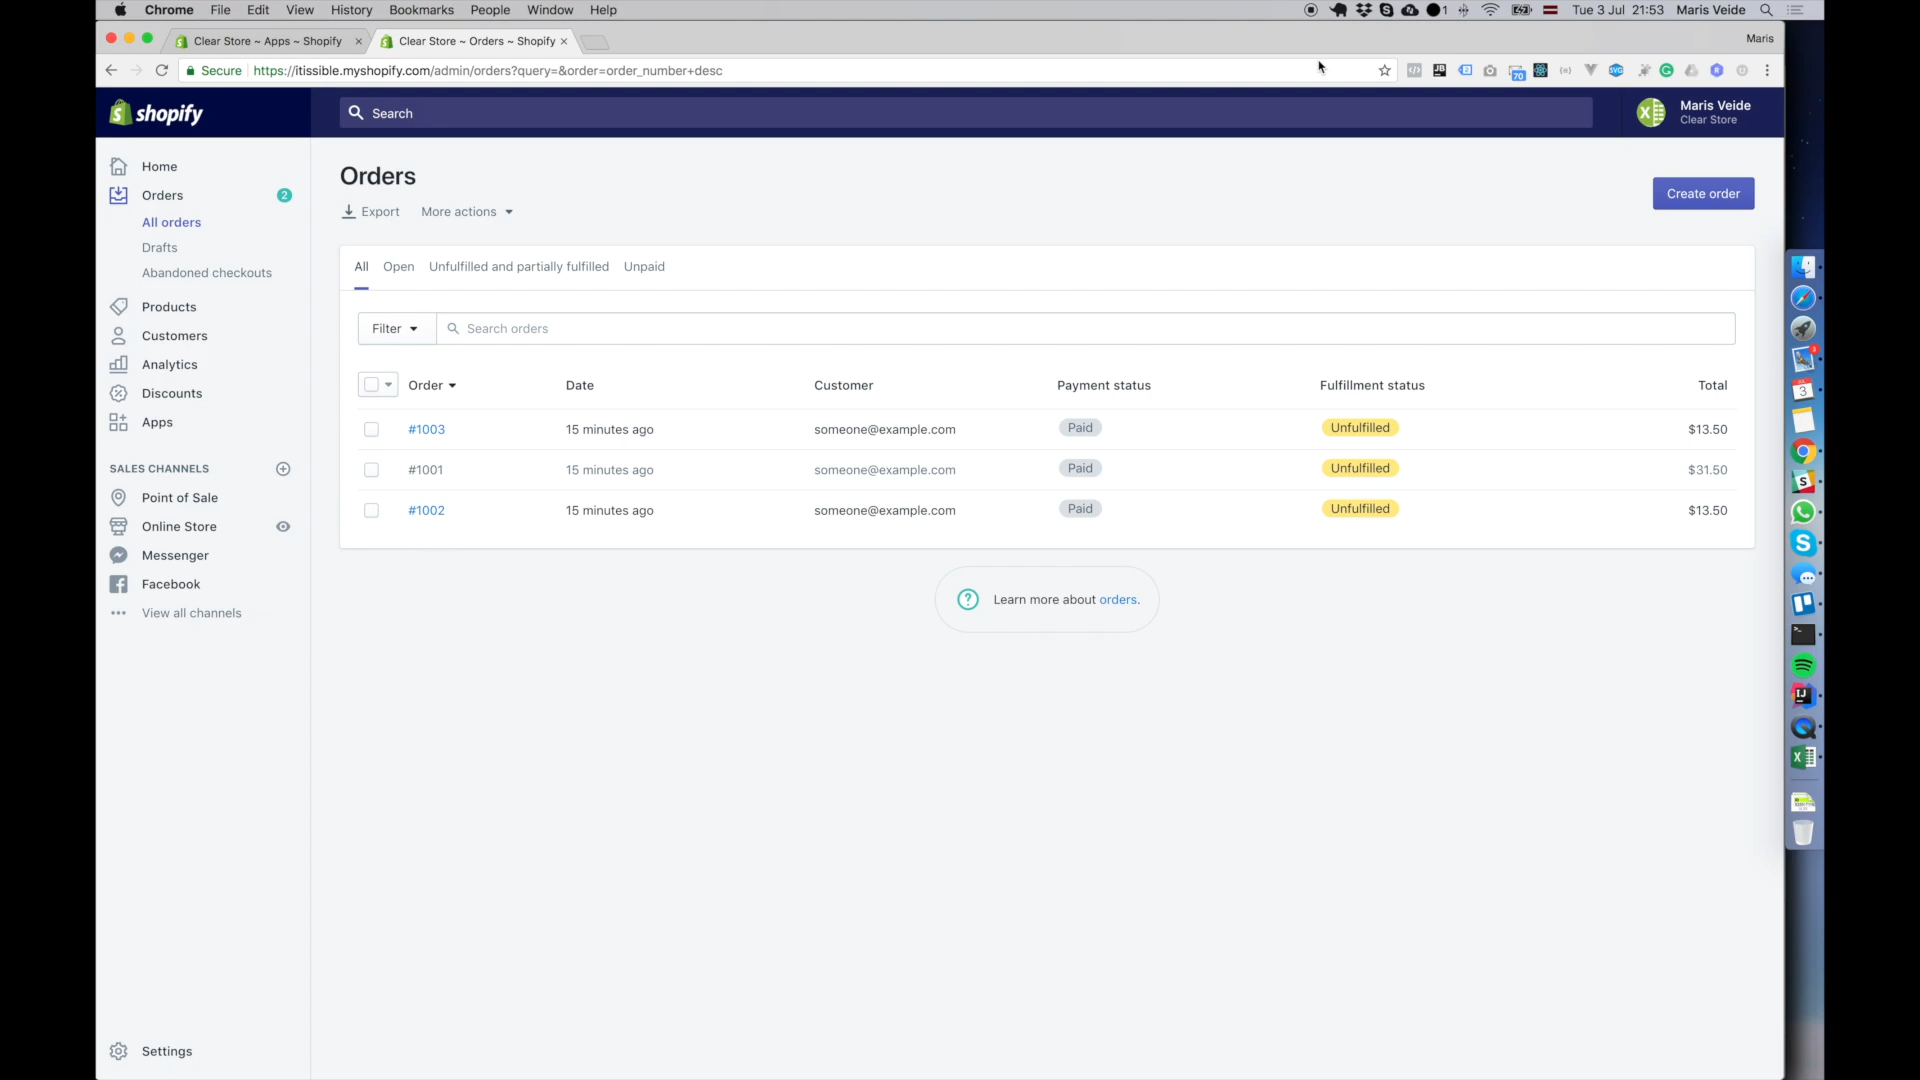 Chrome File Edit View History Bookmarks People Window Help
1 Tue 3 Jul 21:53 Maris Veide
Clear Store ~ Apps ~ Shopify × Clear Store ~ Orders ~ Shopify × Maris
Secure https://itissible.myshopify.com/admin/orders?query=&order=order_number+desc
JB 70 SVG
shopify Search Maris Veide
Clear Store
Home
Orders 2
All orders
Drafts
Abandoned checkouts
Products
Customers
Analytics
Discounts
Apps
SALES CHANNELS
Point of Sale
Online Store
Messenger
Facebook
View all channels
Settings
Orders
Export More actions
Create order
All Open Unfulfilled and partially fulfilled Unpaid
Filter Search orders
Order Date Customer Payment status Fulfillment status Total
#1003 15 minutes ago someone@example.com Paid Unfulfilled $13.50
#1001 15 minutes ago someone@example.com Paid Unfulfilled $31.50
#1002 15 minutes ago someone@example.com Paid Unfulfilled $13.50
? Learn more about orders.